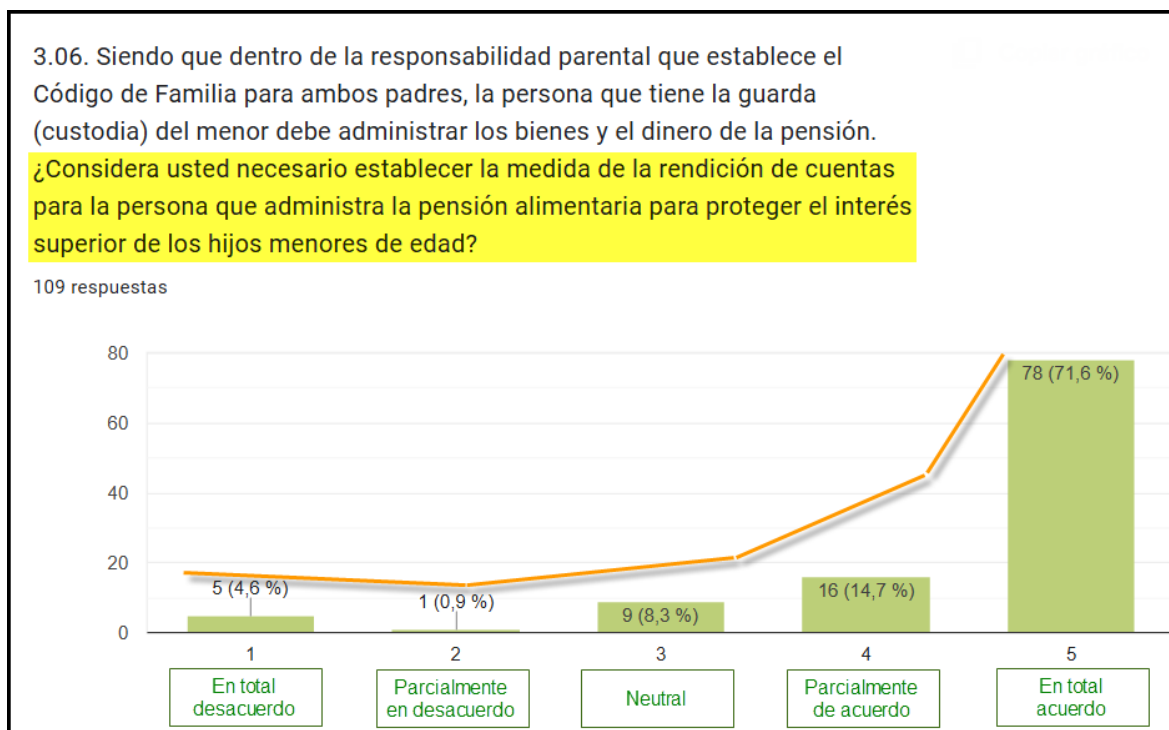 3.06. Siendo que dentro de la responsabilidad parental que establece el
Código de Familia para ambos padres, la persona que tiene la guarda
(custodia) del menor debe administrar los bienes y el dinero de la pensión.
¿Considera usted necesario establecer la medida de la rendición de cuentas
para la persona que administra la pensión alimentaria para proteger el interés
superior de los hijos menores de edad?
109 respuestas
80
60
40
20
0
5 (4,6 %)
1 (0,9 %)
9 (8,3 %)
16 (14,7 %)
78 (71,6 %)
1
2
3
4
5
En total
desacuerdo
Parcialmente
en desacuerdo
Neutral
Parcialmente
de acuerdo
En total
acuerdo